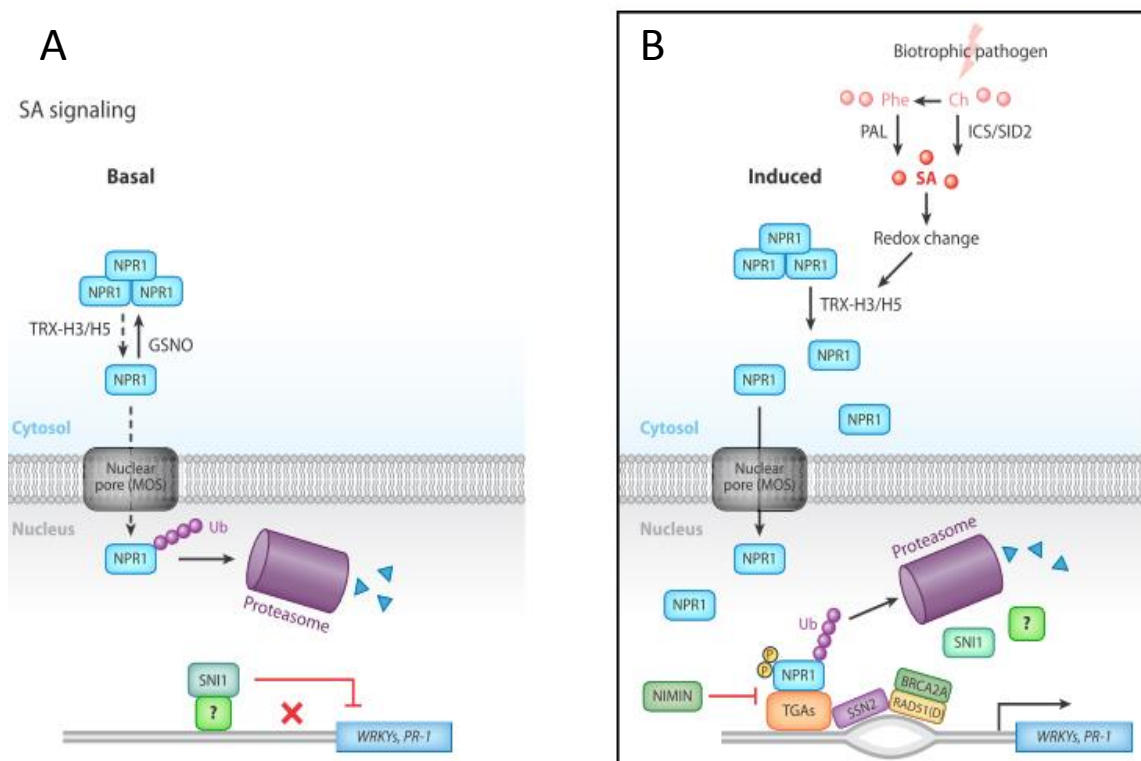 A
SA signaling
Basal
NPR1
NPR1 NPR1
TRX-H3/H5
GSNO
NPR1
Cytosol
Nuclear
pore (MOS)
Nucleus
NPR1
Ub
Proteasome
SNI1
?
WRKYs, PR-1
B
Biotrophic pathogen
Phe
Ch
PAL
ICS/SID2
SA
Induced
Redox change
NPR1
NPR1 NPR1
TRX-H3/H5
NPR1
NPR1
NPR1
Cytosol
Nuclear
pore (MOS)
Nucleus
NPR1
Proteasome
NPR1
Ub
?
SNI1
P
P
NPR1
NIMIN
TGAs
SSN2
BRCA2A
RAD51(D)
WRKYs, PR-1